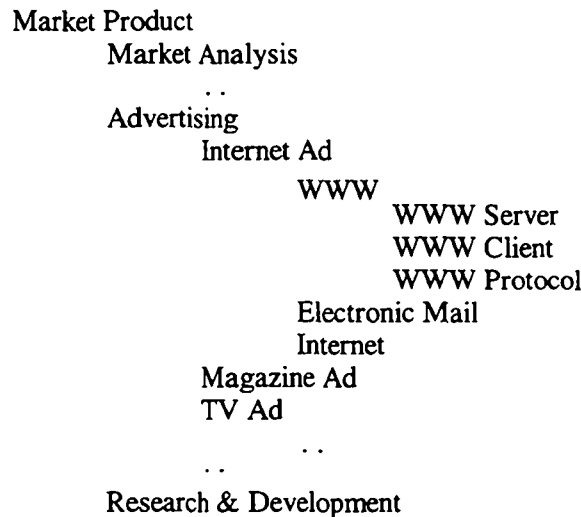 Market Product
Market Analysis
. .
Advertising
Internet Ad
WWW
WWW Server
WWW Client
WWW Protocol
Electronic Mail
Internet
Magazine Ad
TV Ad
. .
. .
Research & Development